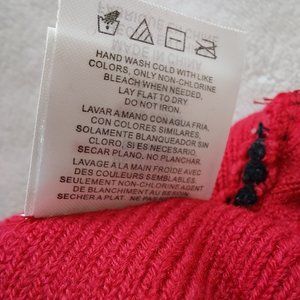 HAND WASH COLD WITH LIKE
COLORS, ONLY NON-CHLORINE
BLEACH WHEN NEEDED,
LAY FLAT TO DRY
DO NOT IRON.
LAVAR A MANO CON AGUA FRIA,
CON COLORES SIMILARES,
SOLAMENTE BLANQUEADOR SIN
CLORO, SI ES NECESARIO
SECAR PLANO. NO PLANCHAR.
LAVAGE A LA MAIN FROIDE AVEC
DES COULEURS SEMBLABLES.
SEULEMENT NON-CHLORINE AGENT
DE BLANCHIMENT AU BESOIN,
SECHER A PLAT. NE PAS